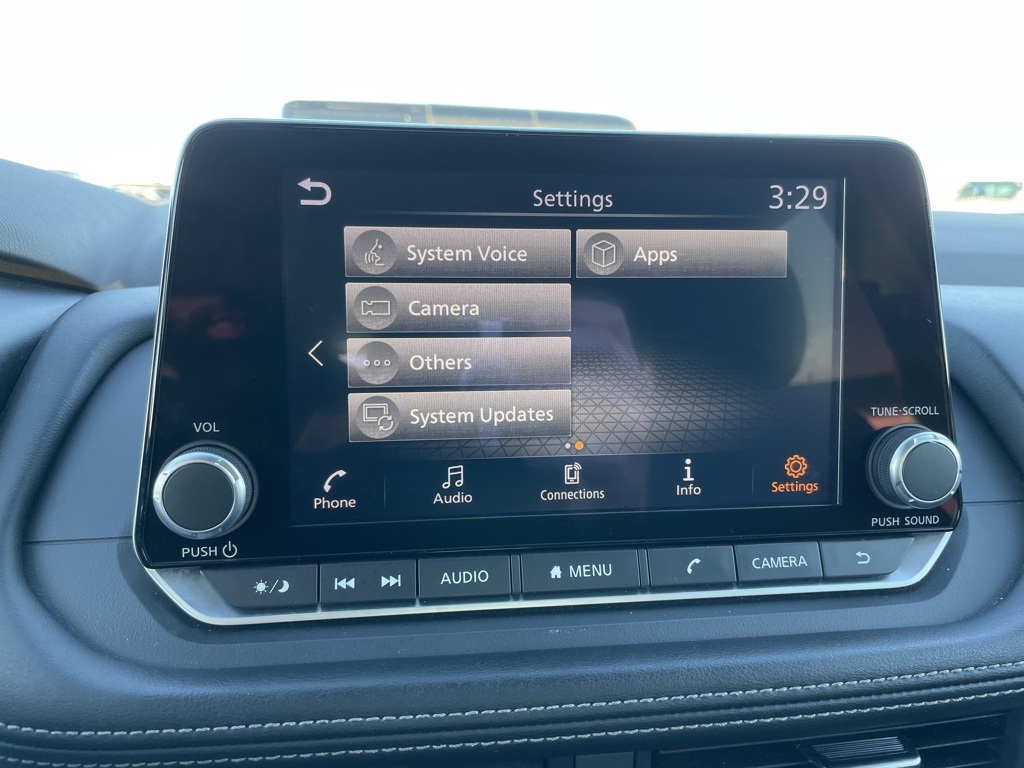 Settings 3:29
System Voice Apps
Camera
Others
System Updates
Phone Audio Connections Info Settings
VOL
PUSH
TUNE·SCROLL
PUSH SOUND
AUDIO MENU CAMERA